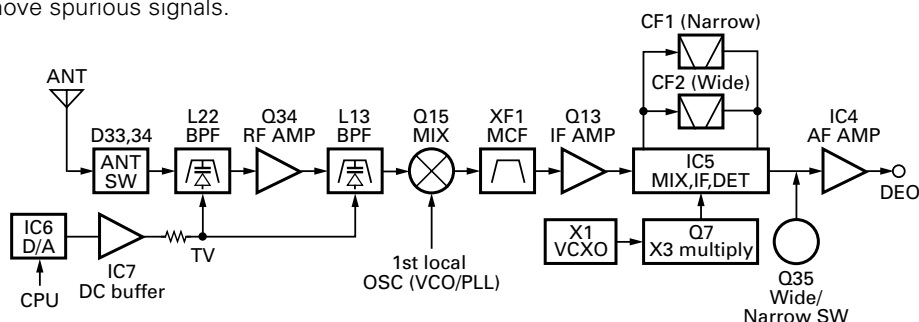 move spurious signals.
CF1 (Narrow)
CF2 (Wide)
ANT
D33,34
ANT
SW
L22
BPF
Q34
RF AMP
L13
BPF
Q15
MIX
XF1
MCF
Q13
IF AMP
IC5
MIX,IF,DET
IC4
AF AMP
DEO
IC6
D/A
CPU
IC7
DC buffer
TV
1st local
OSC (VCO/PLL)
X1
VCXO
Q7
X3 multiply
Q35
Wide/
Narrow SW